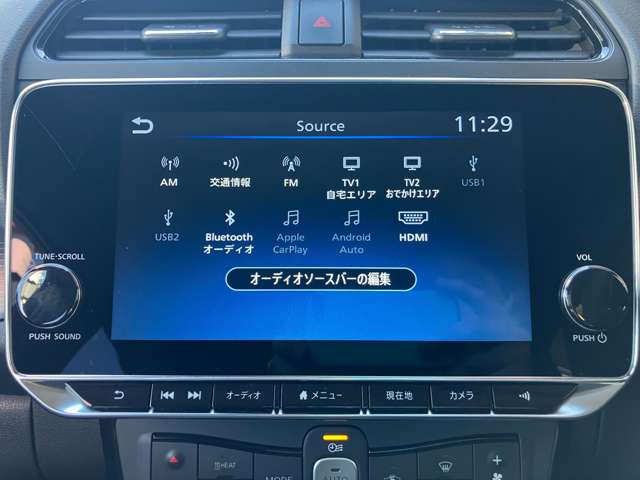 Source
11:29
AM
交通情報
FM
TV1
自宅エリア
TV2
おでかけエリア
USB1
USB2
Bluetooth
オーディオ
Apple
CarPlay
Android
Auto
HDMI
オーディオソースバーの編集
TUNE・SCROLL
PUSH SOUND
VOL
PUSH
オーディオ
メニュー
現在地
カメラ
HEAT
MODE
AUTO
+